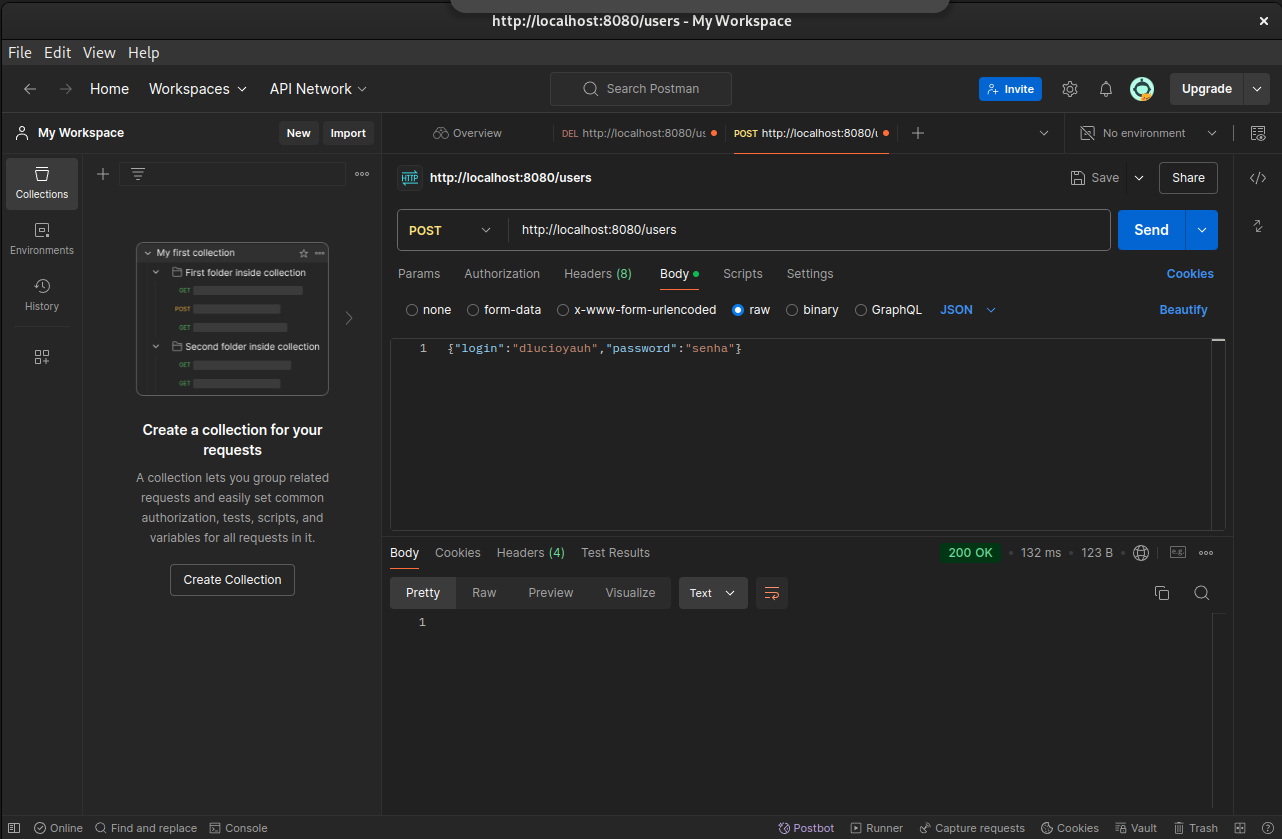 http://localhost:8080/users - My Workspace
File Edit View Help
Home Workspaces API Network Search Postman Invite Upgrade
My Workspace New Import Overview DEL http://localhost:8080/us POST http://localhost:8080/u No environment
Collections
Environments
History
My first collection
First folder inside collection
GET
POST
GET
Second folder inside collection
GET
GET
Create a collection for your
requests
A collection lets you group related
requests and easily set common
authorization, tests, scripts, and
variables for all requests in it.
Create Collection
HTTP http://localhost:8080/users Save Share
POST http://localhost:8080/users Send
Params Authorization Headers (8) Body Scripts Settings Cookies
none form-data x-www-form-urlencoded raw binary GraphQL JSON Beautify
1 {"login":"dlucioyauh","password":"senha"}
Body Cookies Headers (4) Test Results 200 OK 132 ms 123 B e.g.
Pretty Raw Preview Visualize Text
1
Online Find and replace Console Postbot Runner Capture requests Cookies Vault Trash